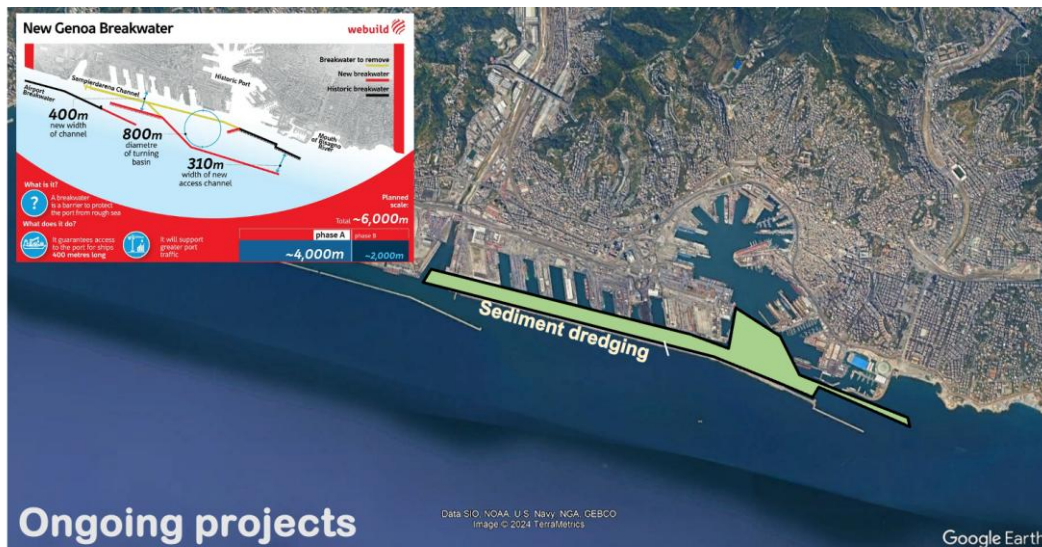 New Genoa Breakwater
webuild
Breakwater to remove
New breakwater
Historic breakwater
Historic Port
Sampierdarena Channel
Airport
Breakwater
400m
new width
of channel
800m
diametre
of turning
basin
310m
width of new
access channel
Mouth
of Bisagno
River
What is it?
?
A breakwater
is a barrier to protect
the port from rough sea
What does it do?
It guarantees access
to the port for ships
400 metres long
It will support
greater port
traffic
Planned
scale:
Total ~6,000m
phase A
phase B
~4,000m
~2,000m
Sediment dredging
Ongoing projects
Data SIO, NOAA, U.S. Navy, NGA, GEBCO
Image © 2024 TerraMetrics
Google Earth